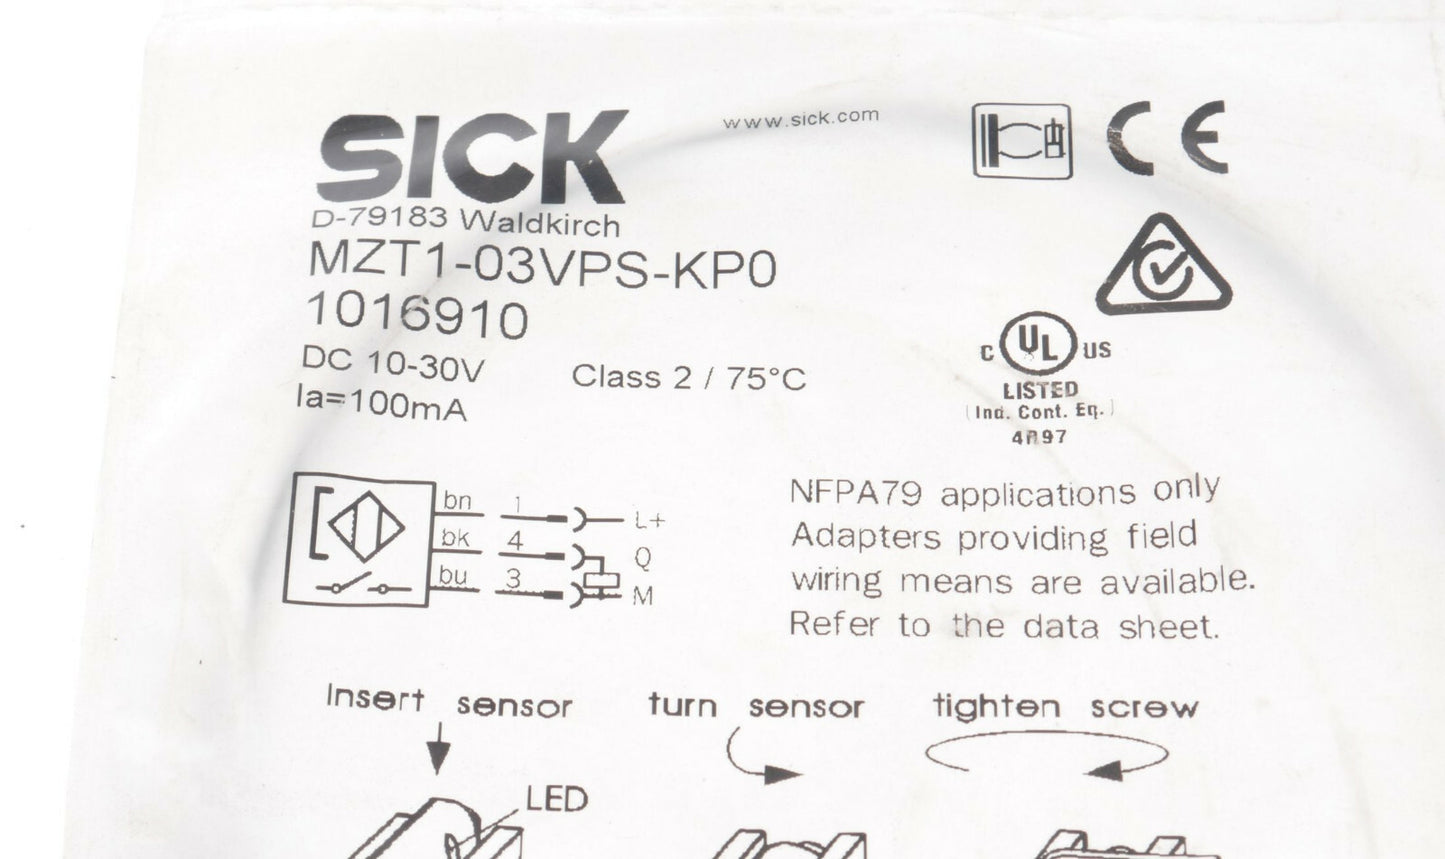 SICK
www.sick.com
CE
D-79183 Waldkirch
MZT1-03VPS-KP0
1016910
DC 10-30V
Ia=100mA
Class 2 / 75°C
C UL US
LISTED
(Ind. Cont. Eq.)
bn 1 L+
bk 4 Q
bu 3 M
NFPA79 applications only
Adapters providing field
wiring means are available.
Refer to the data sheet.
Insert sensor
turn sensor
tighten screw
LED